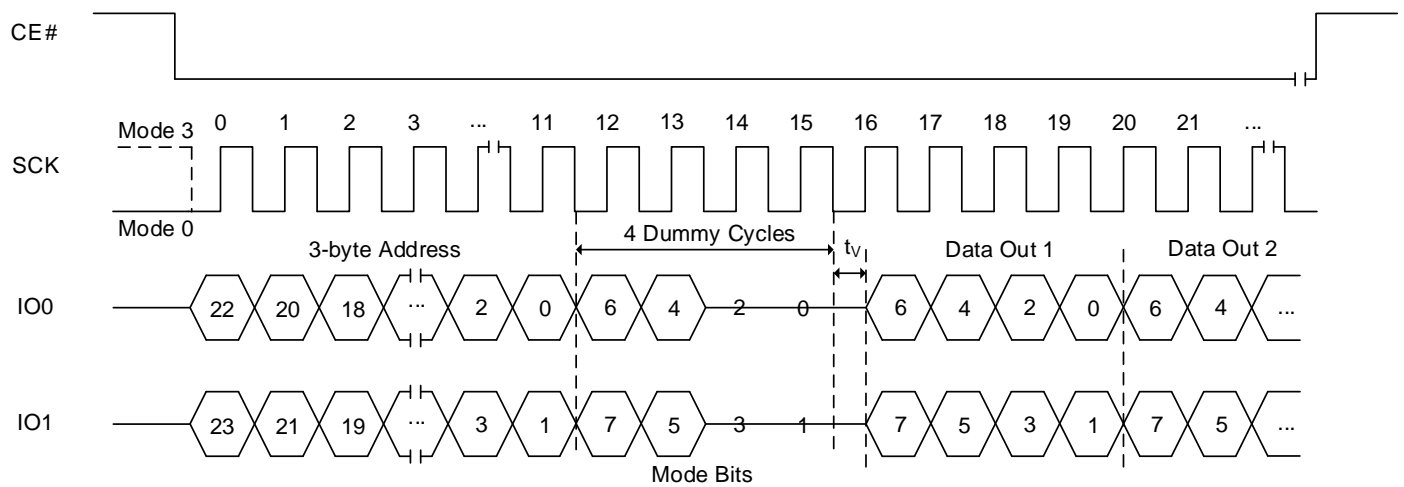 CE#
Mode 3 0 1 2 3 ... 11 12 13 14 15 16 17 18 19 20 21 ...
SCK
Mode 0
3-byte Address 4 Dummy Cycles tV Data Out 1 Data Out 2
IO0 22 20 18 ... 2 0 6 4 2 0 6 4 2 0 6 4 ...
IO1 23 21 19 ... 3 1 7 5 3 1 7 5 3 1 7 5 ...
Mode Bits